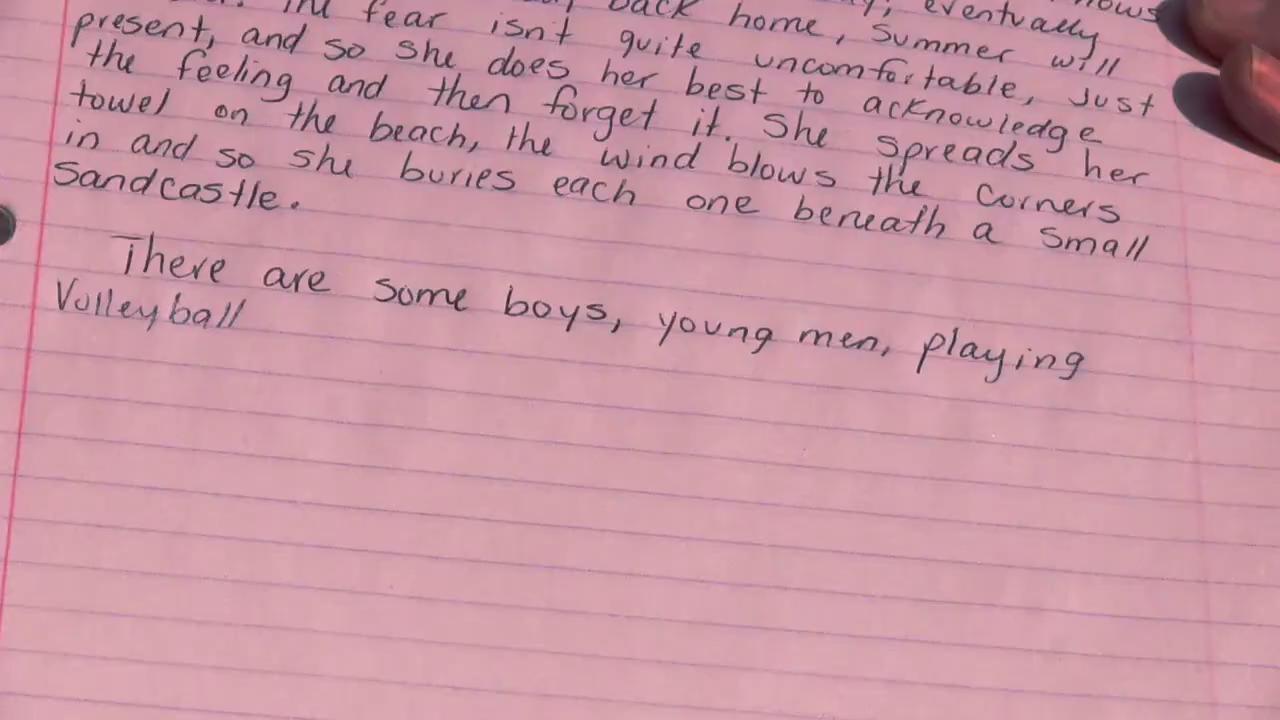 back home, eventually
The fear isn't quite uncomfortable, Summer will
present, and so she does her best to acknowledge just
the feeling and then forget it. She spreads her
towel on the beach, the wind blows the corners
in and so she buries each one beneath a small
Sandcastle.
There are some boys, young men, playing
Volleyball